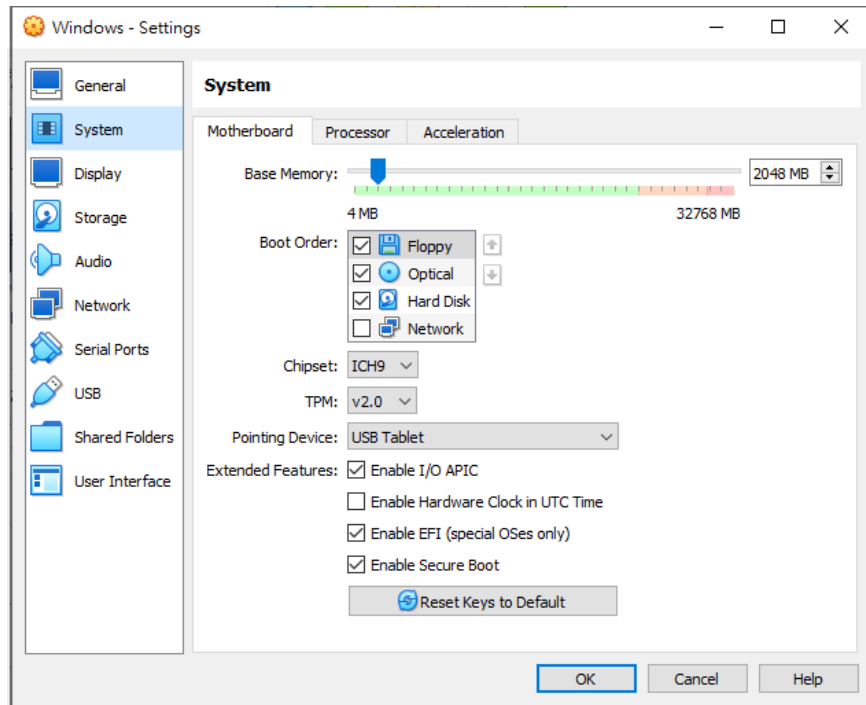 Windows - Settings
General
System
Display
Storage
Audio
Network
Serial Ports
USB
Shared Folders
User Interface
System
Motherboard Processor Acceleration
Base Memory: 2048 MB
4 MB 32768 MB
Boot Order: Floppy
Optical
Hard Disk
Network
Chipset: ICH9
TPM: v2.0
Pointing Device: USB Tablet
Extended Features: Enable I/O APIC
Enable Hardware Clock in UTC Time
Enable EFI (special OSes only)
Enable Secure Boot
Reset Keys to Default
OK Cancel Help